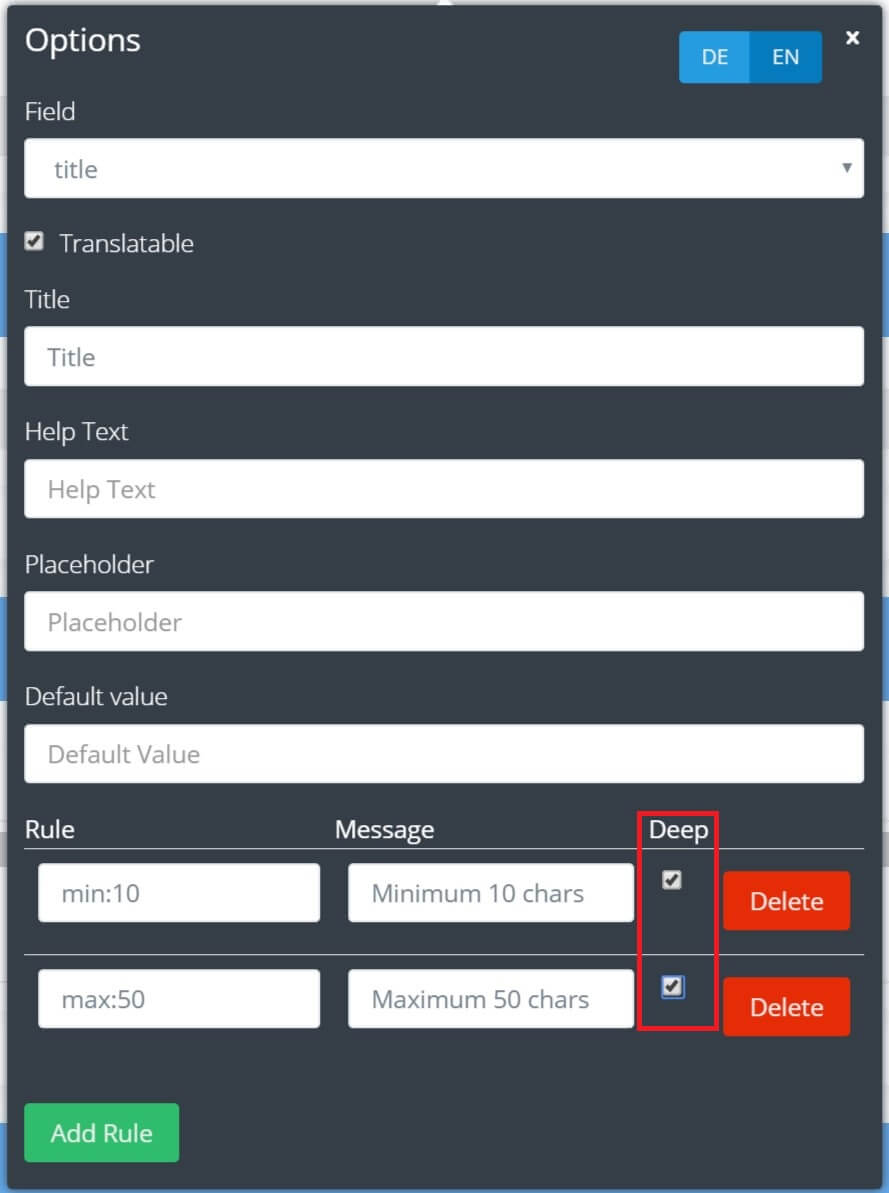 Options
DE EN x
Field
title
Translatable
Title
Title
Help Text
Help Text
Placeholder
Placeholder
Default value
Default Value
Rule Message Deep
min:10 Minimum 10 chars Delete
max:50 Maximum 50 chars Delete
Add Rule